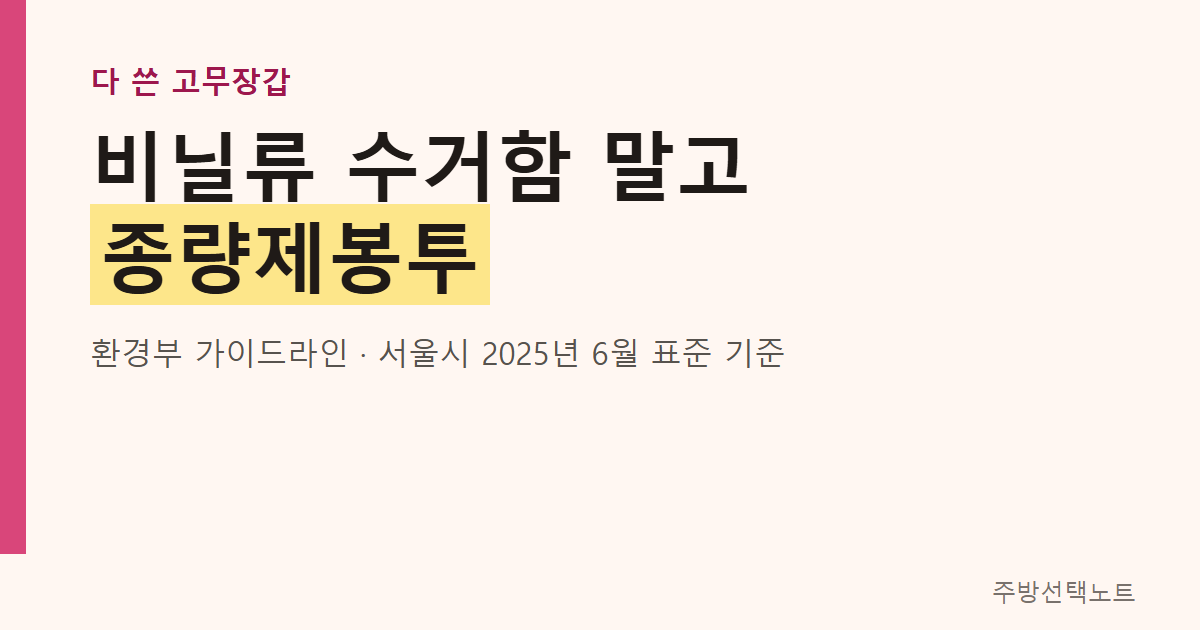 다 쓴 고무장갑
비닐류 수거함 말고
종량제봉투
환경부 가이드라인 · 서울시 2025년 6월 표준 기준
주방선택노트